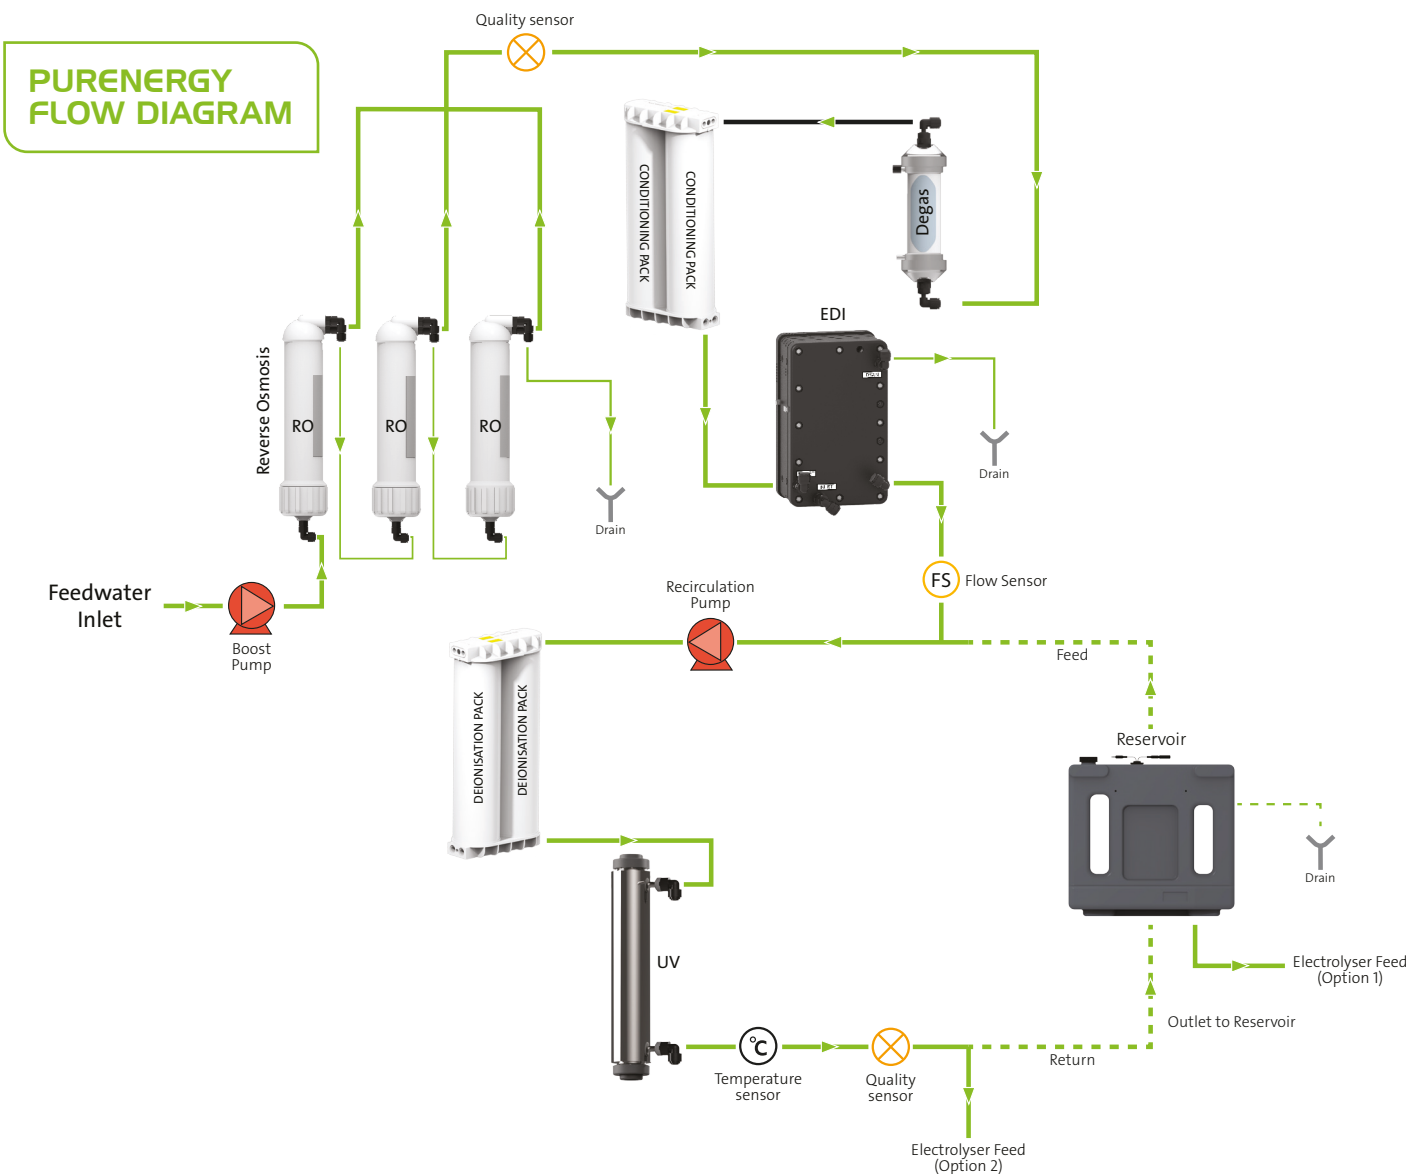 Quality sensor
PURENERGY
FLOW DIAGRAM
CONDITIONING PACK
CONDITIONING PACK
Degas
EDI
Reverse Osmosis
RO
RO
RO
Drain
Drain
Feedwater
Inlet
Boost
Pump
Recirculation
Pump
FS
Flow Sensor
Feed
DEIONISATION PACK
DEIONISATION PACK
Reservoir
Drain
UV
Electrolyser Feed
(Option 1)
Outlet to Reservoir
°C
Temperature
sensor
Quality
sensor
Return
Electrolyser Feed
(Option 2)